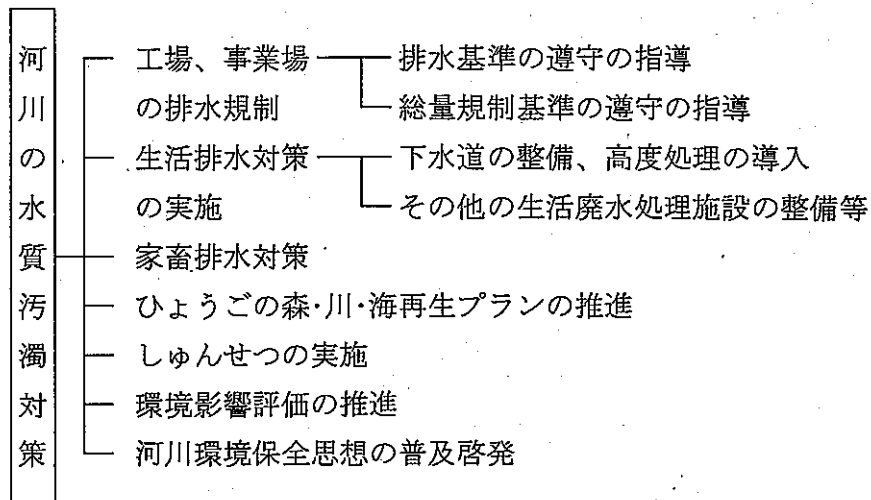 河川の水質汚濁対策
工場、事業場
の排水規制
排水基準の遵守の指導
総量規制基準の遵守の指導
生活排水対策
の実施
下水道の整備、高度処理の導入
その他の生活廃水処理施設の整備等
家畜排水対策
ひょうごの森・川・海再生プランの推進
しゅんせつの実施
環境影響評価の推進
河川環境保全思想の普及啓発